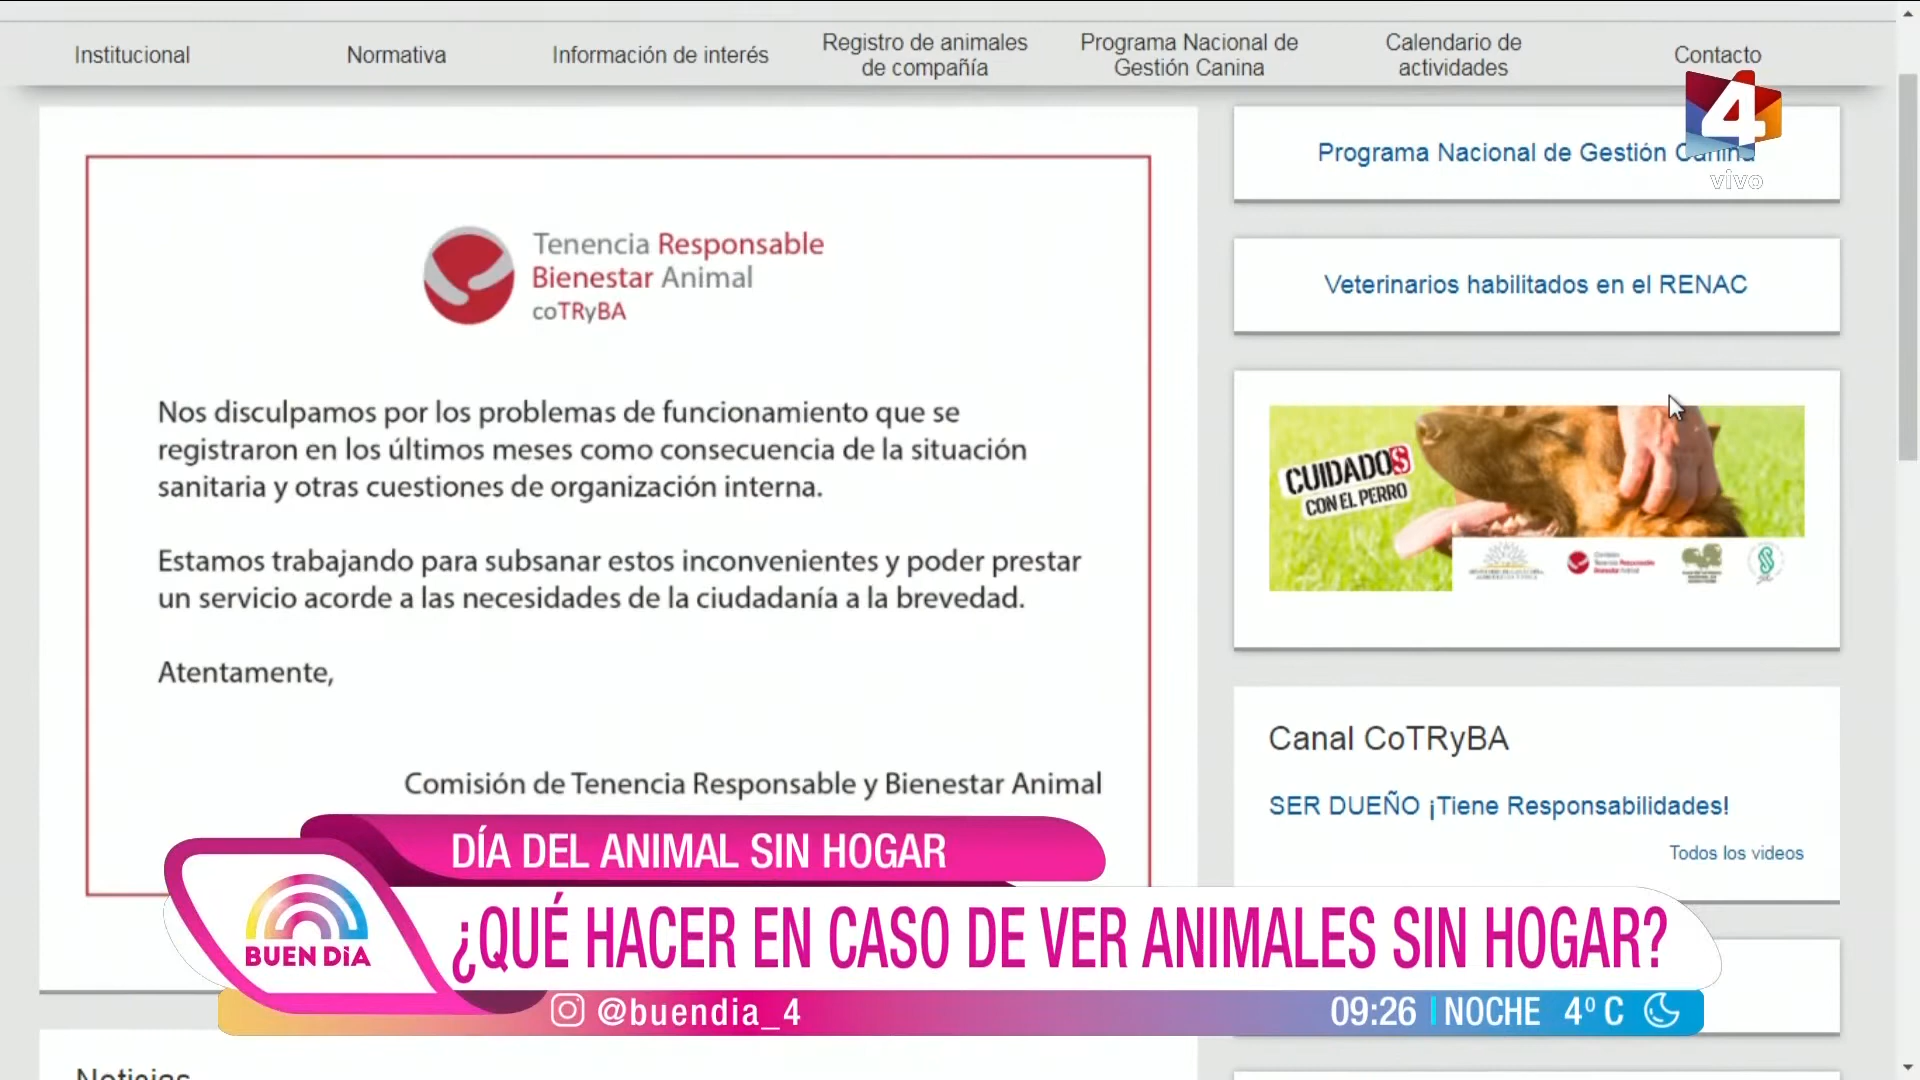 Institucional
Normativa
Información de interés
Registro de animales
de compañía
Programa Nacional de
Gestión Canina
Calendario de
actividades
Contacto
4
vivo
Tenencia Responsable
Bienestar Animal
coTRyBA
Nos disculpamos por los problemas de funcionamiento que se
registraron en los últimos meses como consecuencia de la situación
sanitaria y otras cuestiones de organización interna.
Estamos trabajando para subsanar estos inconvenientes y poder prestar
un servicio acorde a las necesidades de la ciudadanía a la brevedad.
Atentamente,
Comisión de Tenencia Responsable y Bienestar Animal
Programa Nacional de Gestión Canina
Veterinarios habilitados en el RENAC
CUIDADOS
CON EL PERRO
Canal CoTRyBA
SER DUEÑO ¡Tiene Responsabilidades!
Todos los videos
DÍA DEL ANIMAL SIN HOGAR
BUEN DÍA
¿QUÉ HACER EN CASO DE VER ANIMALES SIN HOGAR?
@buendia_4
09:26 NOCHE 4º C
Noticias